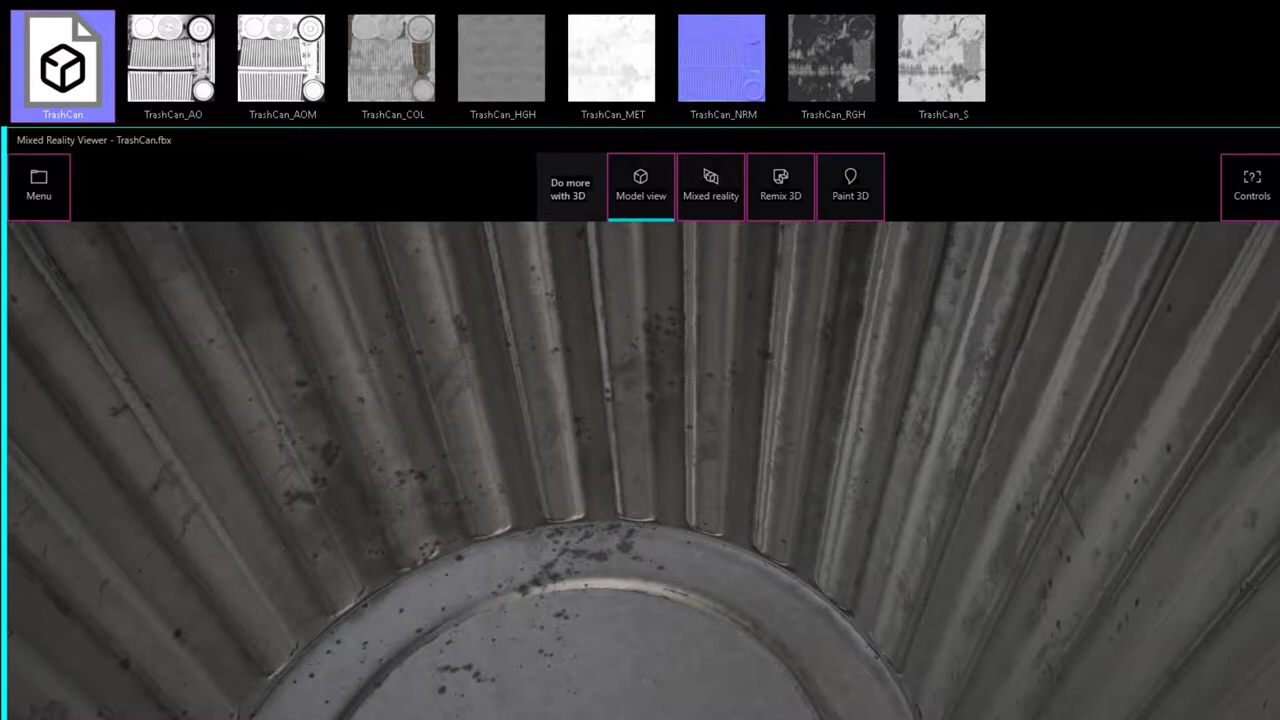 TrashCan
TrashCan_AO
TrashCan_AOM
TrashCan_COL
TrashCan_HGH
TrashCan_MET
TrashCan_NRM
TrashCan_RGH
TrashCan_S
Mixed Reality Viewer - TrashCan.fbx
Menu
Do more
with 3D
Model view
Mixed reality
Remix 3D
Paint 3D
Controls